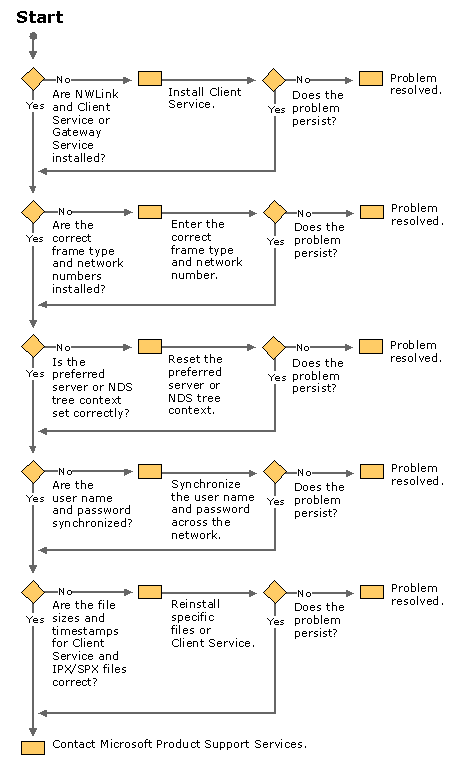 Start
No
No
Yes
Are NWLink
and Client
Service or
Gateway
Service
installed?
Install Client
Service.
Yes
Does the
problem
persist?
Problem
resolved.
No
No
Yes
Are the
correct
frame type
and network
numbers
installed?
Enter the
correct
frame type
and network
number.
Yes
Does the
problem
persist?
Problem
resolved.
No
No
Yes
Is the
preferred
server or NDS
tree context
set correctly?
Reset the
preferred
server or
NDS tree
context.
Yes
Does the
problem
persist?
Problem
resolved.
No
No
Yes
Are the
user name
and password
synchronized?
Synchronize
the user name
and password
across the
network.
Yes
Does the
problem
persist?
Problem
resolved.
No
No
Yes
Are the file
sizes and
timestamps
for Client
Service and
IPX/SPX files
correct?
Reinstall
specific
files or
Client Service.
Yes
Does the
problem
persist?
Problem
resolved.
Contact Microsoft Product Support Services.